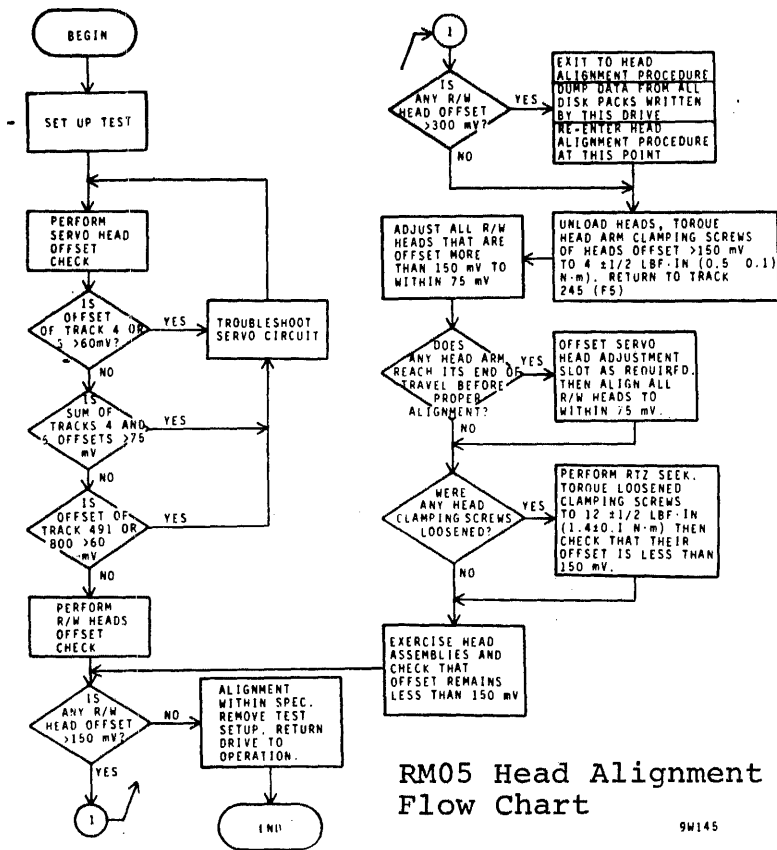 BEGIN
SET UP TEST
PERFORM
SERVO HEAD
OFFSET
CHECK
IS
OFFSET
OF TRACK 4 OR
5 >60mV?
YES
NO
TROUBLESHOOT
SERVO CIRCUIT
IS
SUM OF
TRACKS 4 AND
5 OFFSETS >75
mV
YES
NO
IS
OFFSET OF
TRACK 491 OR
800 >60
mV
YES
NO
PERFORM
R/W HEADS
OFFSET
CHECK
IS
ANY R/W
HEAD OFFSET
>150 mV?
NO
YES
1
ALIGNMENT
WITHIN SPEC.
REMOVE TEST
SETUP. RETURN
DRIVE TO
OPERATION.
END
1
IS
ANY R/W
HEAD OFFSET
>300 mV?
YES
NO
EXIT TO HEAD
ALIGNMENT PROCEDURE
DUMP DATA FROM ALL
DISK PACKS WRITTEN
BY THIS DRIVE
RE-ENTER HEAD
ALIGNMENT PROCEDURE
AT THIS POINT
UNLOAD HEADS, TORQUE
HEAD ARM CLAMPING SCREWS
OF HEADS OFFSET >150 mV
TO 4 ±1/2 LBF·IN (0.5 0.1)
N·m). RETURN TO TRACK
245 (F5)
ADJUST ALL R/W
HEADS THAT ARE
OFFSET MORE
THAN 150 mV TO
WITHIN 75 mV
DOES
ANY HEAD ARM
REACH ITS END OF
TRAVEL BEFORE
PROPER
ALIGNMENT?
YES
NO
OFFSET SERVO
HEAD ADJUSTMENT
SLOT AS REQUIRED.
THEN ALIGN ALL
R/W HEADS TO
WITHIN 75 mV.
WERE
ANY HEAD
CLAMPING SCREWS
LOOSENED?
YES
NO
PERFORM RTZ SEEK.
TORQUE LOOSENED
CLAMPING SCREWS
TO 12 ±1/2 LBF·IN
(1.4±0.1 N·m) THEN
CHECK THAT THEIR
OFFSET IS LESS THAN
150 mV.
EXERCISE HEAD
ASSEMBLIES AND
CHECK THAT
OFFSET REMAINS
LESS THAN 150 mV
RM05 Head Alignment
Flow Chart
9W145